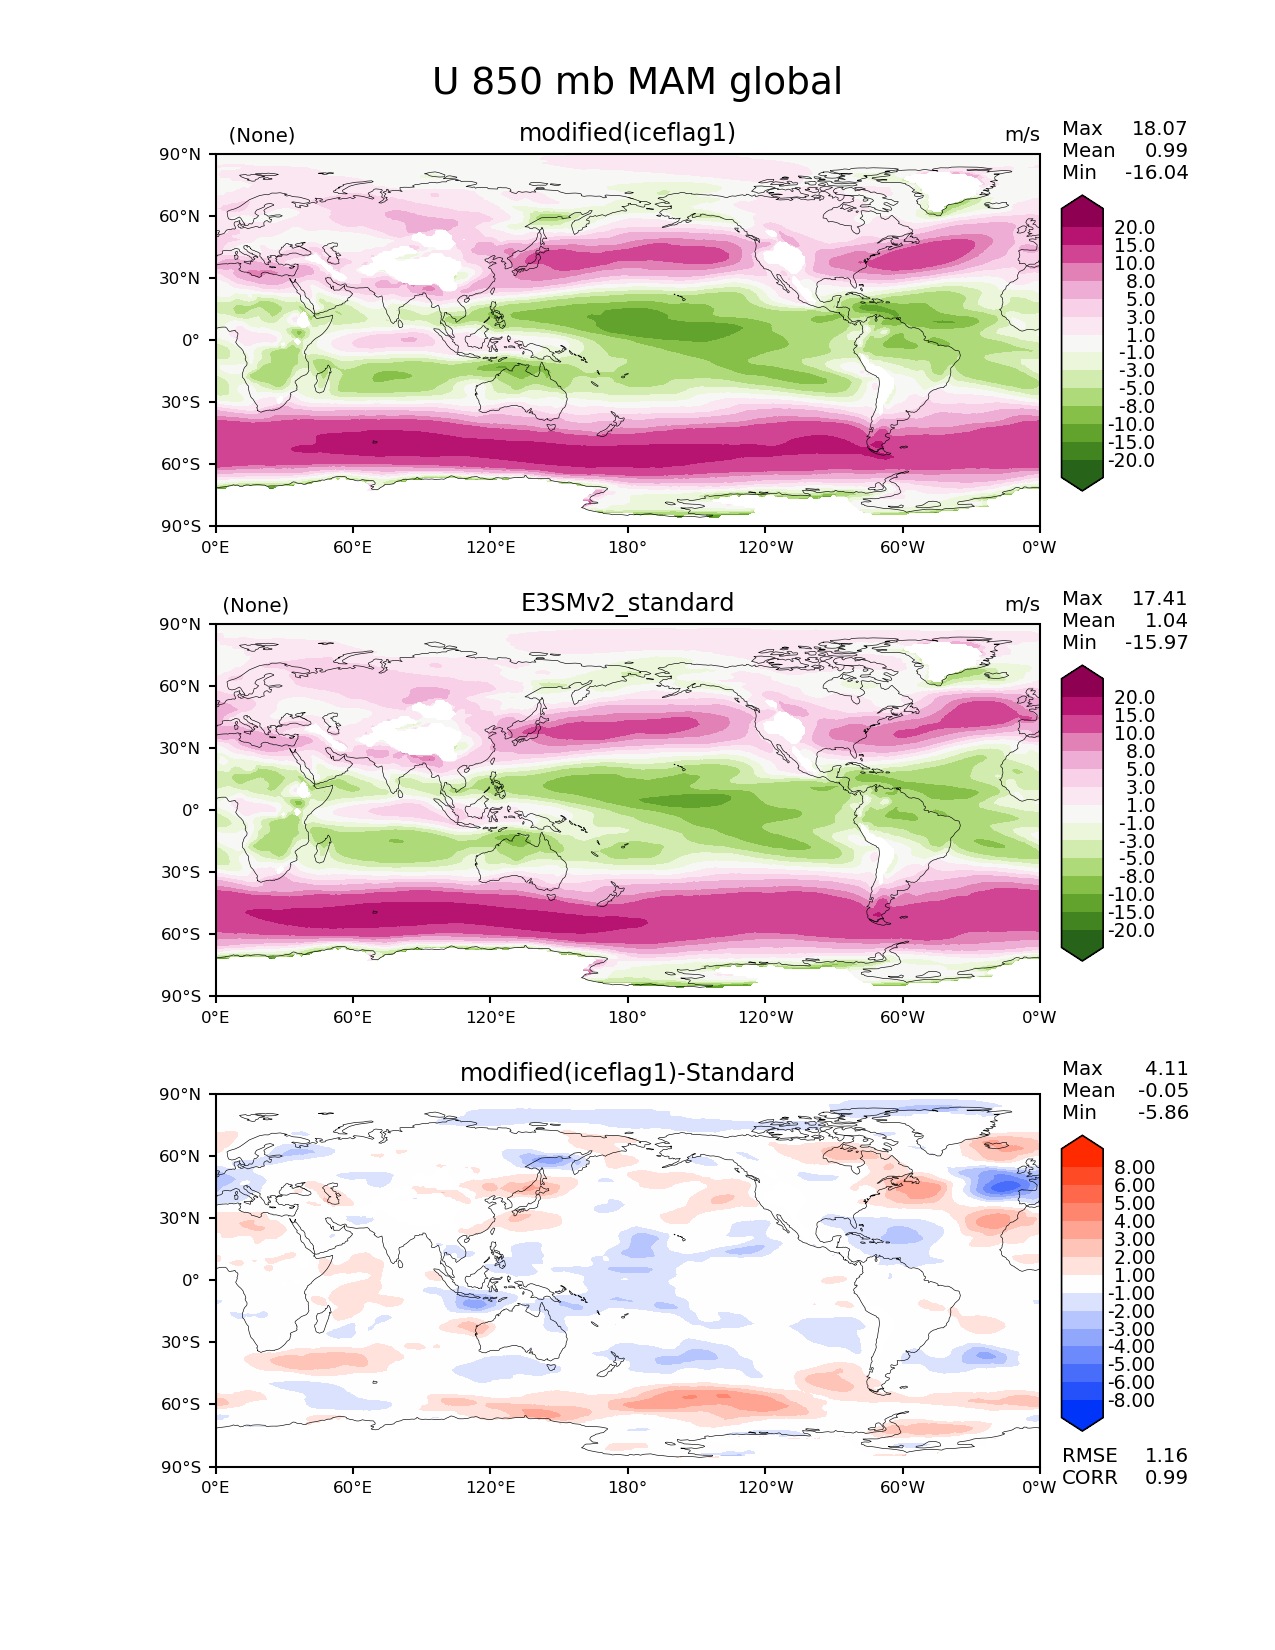 U 850 mb MAM global
(None) modified(iceflag1) m/s
Max 18.07
Mean 0.99
Min -16.04
90°N
60°N
30°N
0°
30°S
60°S
90°S
0°E 60°E 120°E 180° 120°W 60°W 0°W
20.0
15.0
10.0
8.0
5.0
3.0
1.0
-1.0
-3.0
-5.0
-8.0
-10.0
-15.0
-20.0
(None) E3SMv2_standard m/s
Max 17.41
Mean 1.04
Min -15.97
90°N
60°N
30°N
0°
30°S
60°S
90°S
0°E 60°E 120°E 180° 120°W 60°W 0°W
20.0
15.0
10.0
8.0
5.0
3.0
1.0
-1.0
-3.0
-5.0
-8.0
-10.0
-15.0
-20.0
modified(iceflag1)-Standard
Max 4.11
Mean -0.05
Min -5.86
90°N
60°N
30°N
0°
30°S
60°S
90°S
0°E 60°E 120°E 180° 120°W 60°W 0°W
8.00
6.00
5.00
4.00
3.00
2.00
1.00
-1.00
-2.00
-3.00
-4.00
-5.00
-6.00
-8.00
RMSE 1.16
CORR 0.99